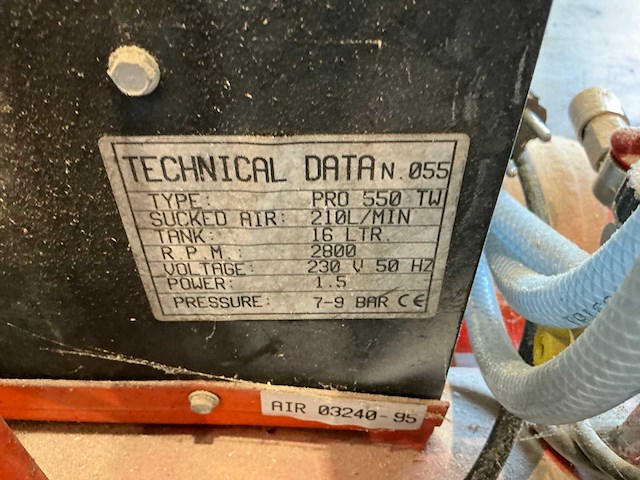 TECHNICAL DATA N. 055
TYPE: PRO 550 TW
SUCKED AIR: 210L/MIN
TANK: 16 LTR.
R.P.M.: 2800
VOLTAGE: 230 V 50 HZ
POWER: 1.5
PRESSURE: 7-9 BAR CE
AIR 03240-95